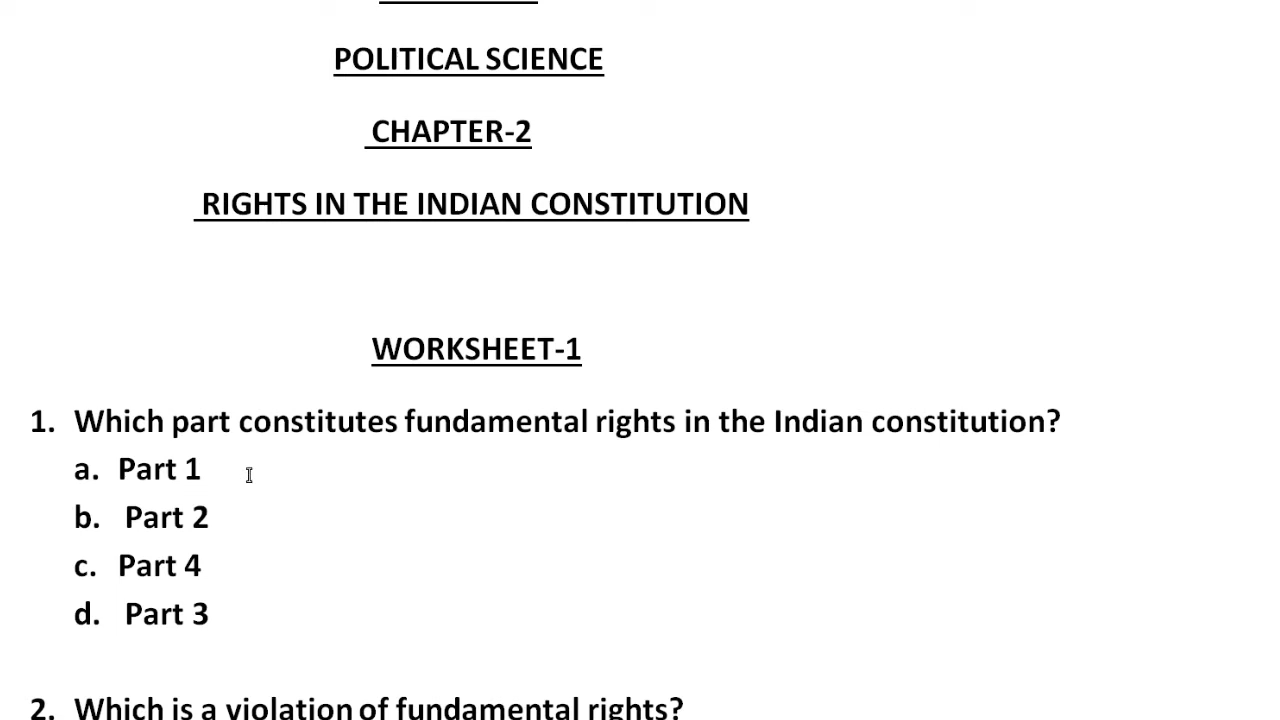 POLITICAL SCIENCE
CHAPTER-2
RIGHTS IN THE INDIAN CONSTITUTION
WORKSHEET-1
1. Which part constitutes fundamental rights in the Indian constitution?
a. Part 1
b. Part 2
c. Part 4
d. Part 3
2. Which is a violation of fundamental rights?